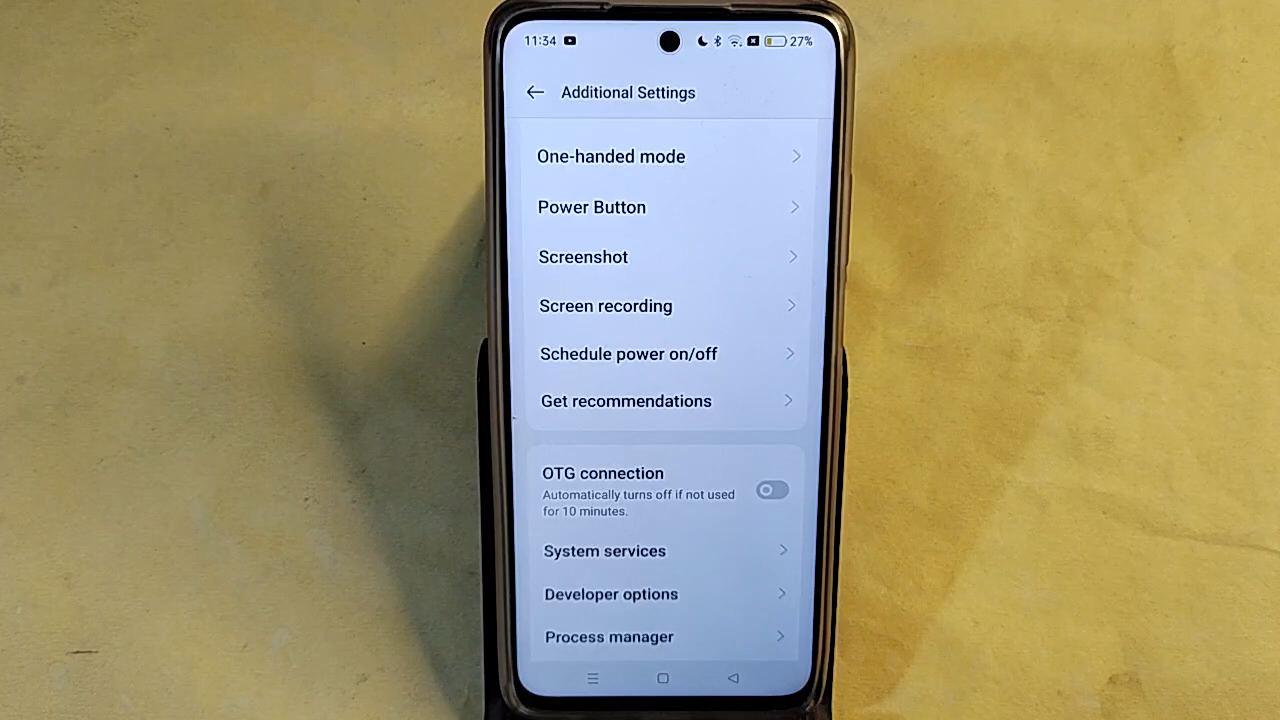 11:34 27%
Additional Settings
One-handed mode
Power Button
Screenshot
Screen recording
Schedule power on/off
Get recommendations
OTG connection
Automatically turns off if not used
for 10 minutes.
System services
Developer options
Process manager